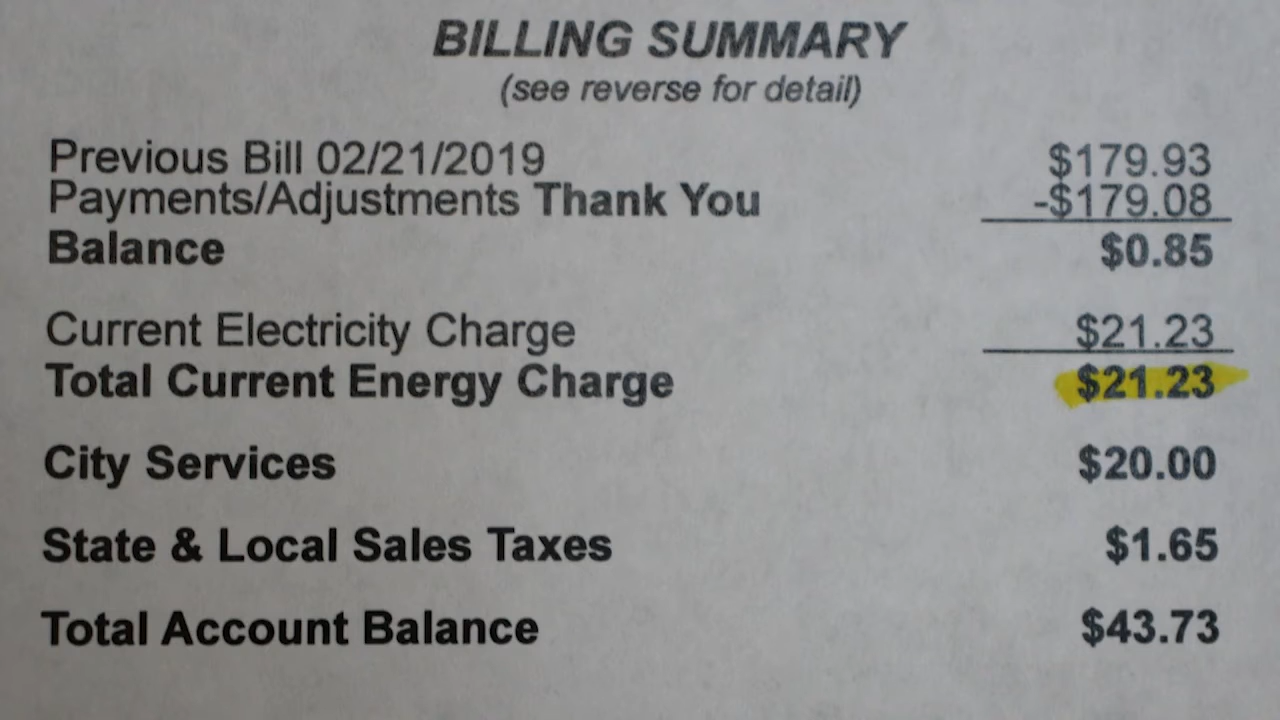 BILLING SUMMARY
(see reverse for detail)
Previous Bill 02/21/2019 $179.93
Payments/Adjustments Thank You -$179.08
Balance $0.85
Current Electricity Charge $21.23
Total Current Energy Charge $21.23
City Services $20.00
State & Local Sales Taxes $1.65
Total Account Balance $43.73